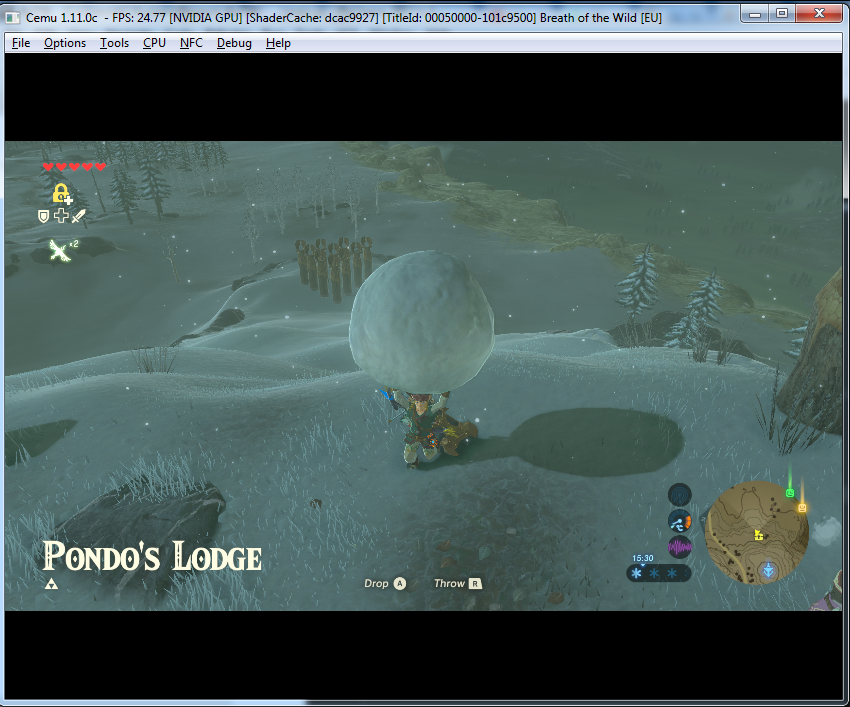 Cemu 1.11.0c - FPS: 24.77 [NVIDIA GPU] [ShaderCache: dcac9927] [TitleId: 00050000-101c9500] Breath of the Wild [EU]
File Options Tools CPU NFC Debug Help
×2
PONDO'S LODGE
15:30
Drop A Throw R